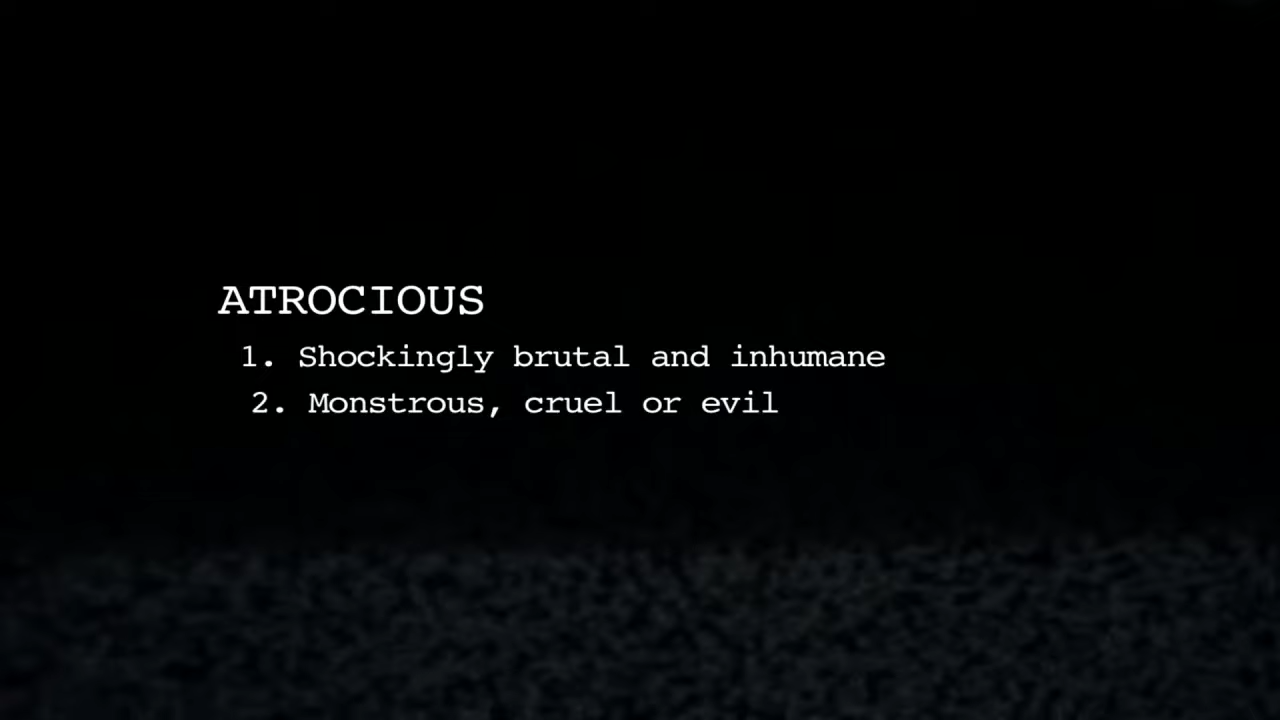 ATROCIOUS
1. Shockingly brutal and inhumane
2. Monstrous, cruel or evil